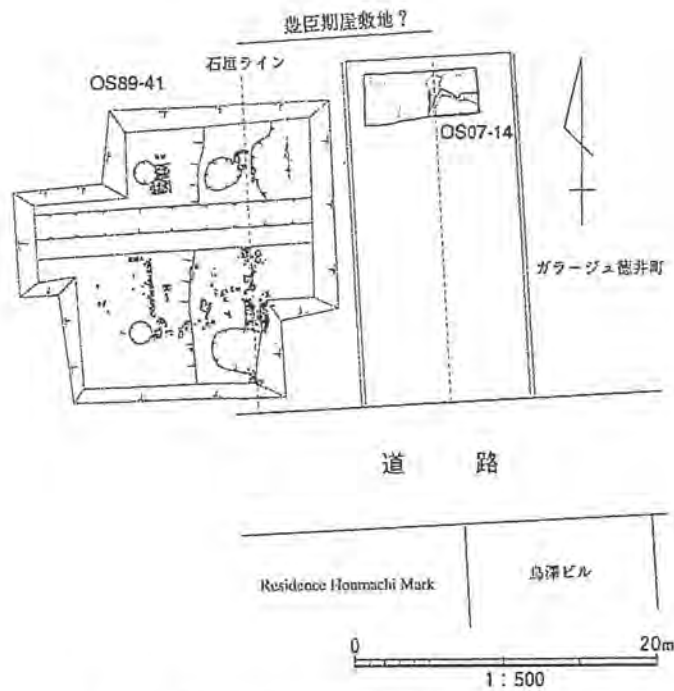 豊臣期屋敷地？
石垣ライン
OS89-41
OS07-14
ガラージュ徳井町
道 路
Residence Honmachi Mark
鳥深ビル
0 20m
1：500